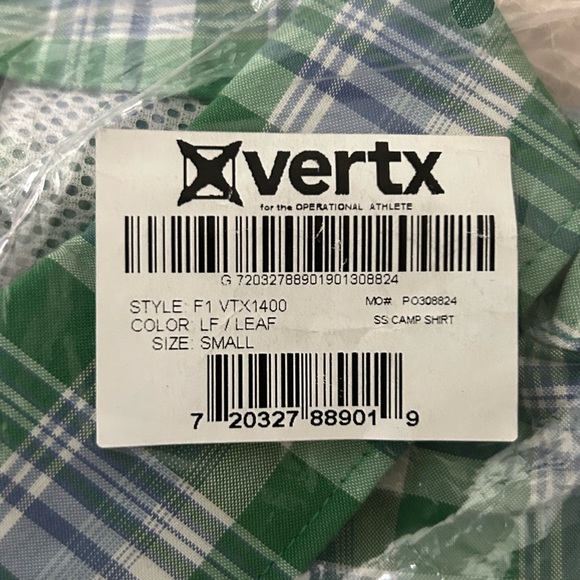 vertx
for the OPERATIONAL ATHLETE
G 72032788901901308824
STYLE: F1 VTX1400
MO#: PO308824
COLOR: LF / LEAF
SS CAMP SHIRT
SIZE: SMALL
7 20327 88901 9